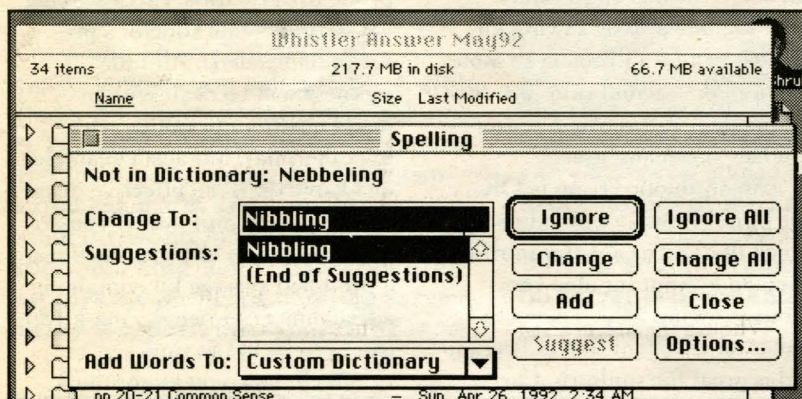 Whistler Answer May92
34 items 217.7 MB in disk 66.7 MB available
Name Size Last Modified
Spelling
Not in Dictionary: Nebbeling
Change To: Nibbling Ignore Ignore All
Suggestions: Nibbling Change Change All
(End of Suggestions)
Add Close
Suggest Options...
Add Words To: Custom Dictionary
pp 20-21 Common Sense — Sun, Apr 26, 1992, 2:34 AM